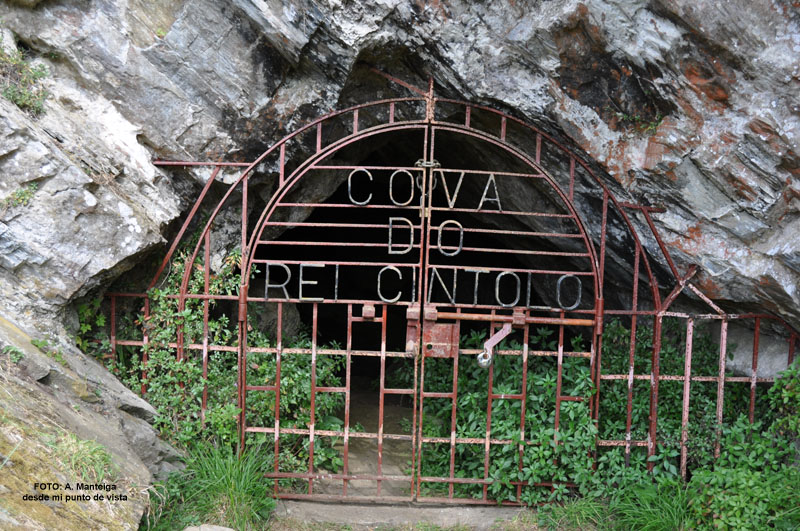 COVA
DO
REI CINTOLO
FOTO: A. Manteiga
desde mi punto de vista